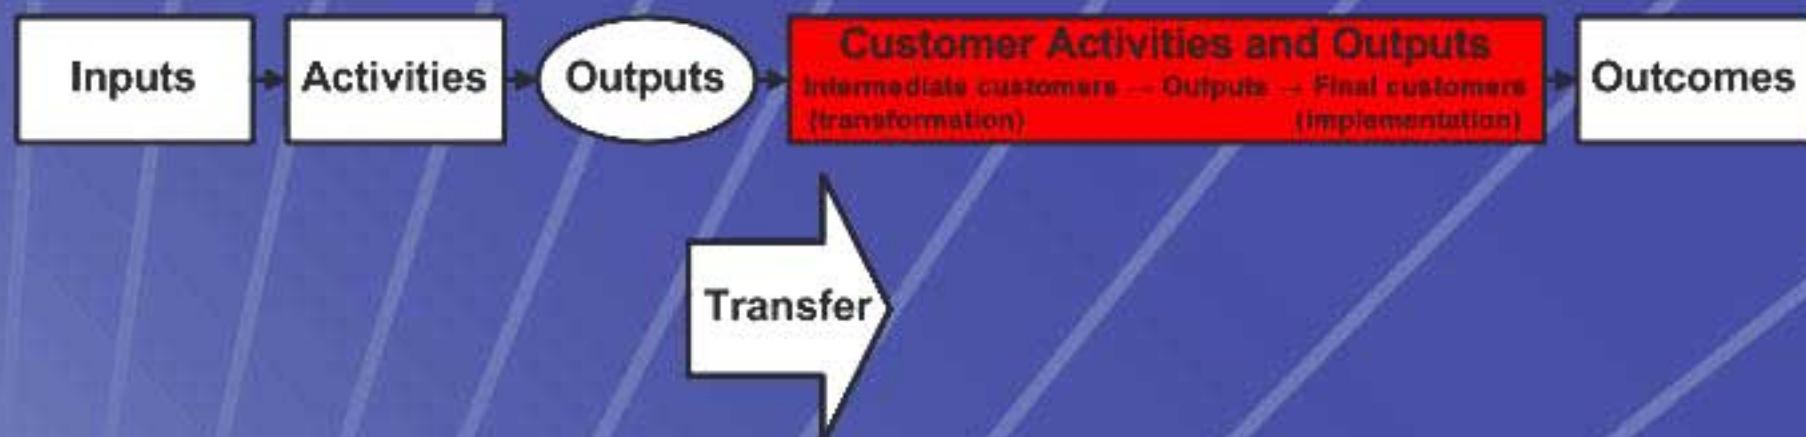 Inputs
Activities
Outputs
Customer Activities and Outputs
Intermediate customers → Outputs → Final customers
(transformation) (implementation)
Outcomes
Transfer